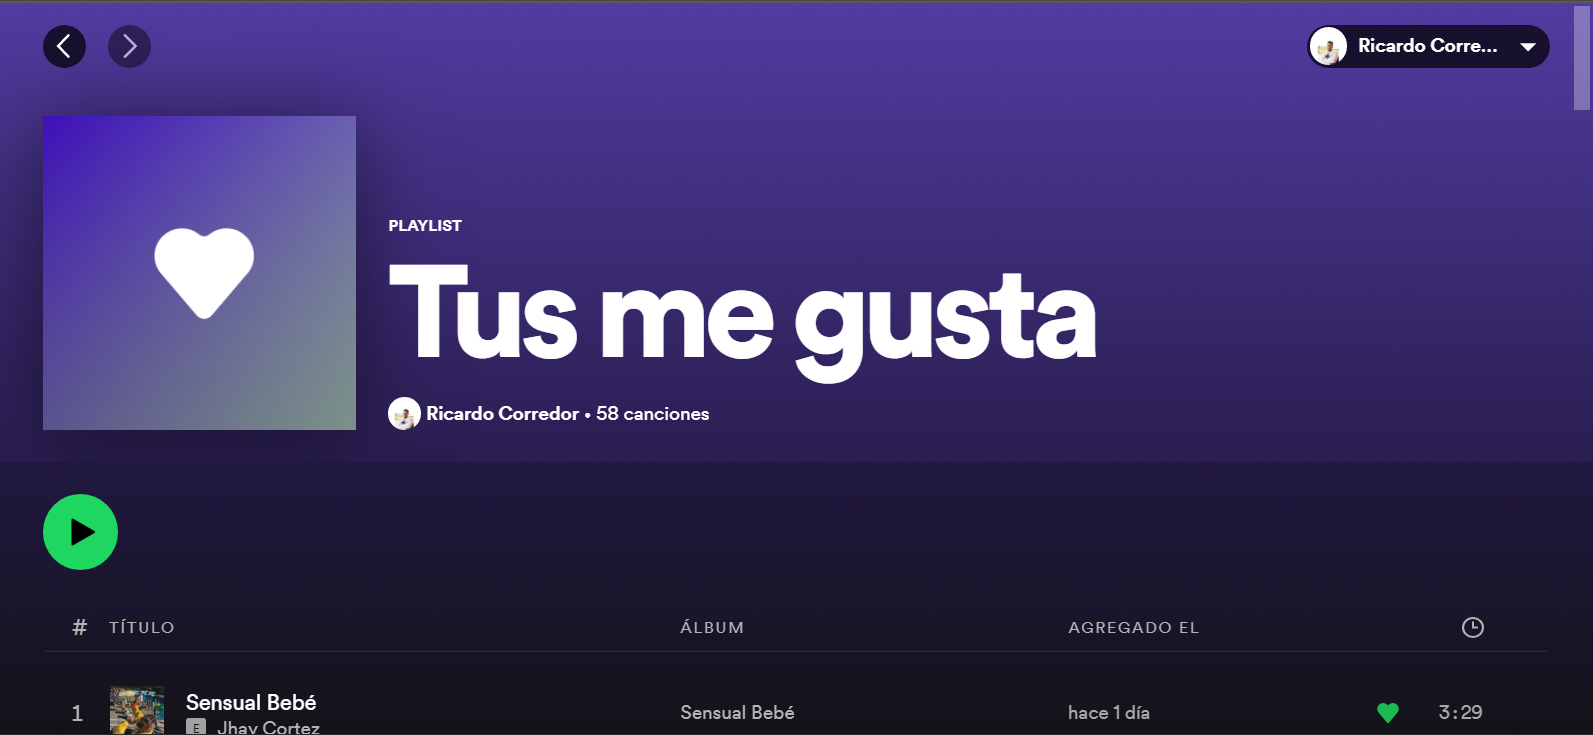 Ricardo Corre...
PLAYLIST
Tus me gusta
Ricardo Corredor • 58 canciones
# TÍTULO ÁLBUM AGREGADO EL
1 Sensual Bebé Sensual Bebé hace 1 día 3:29
E Jhay Cortez